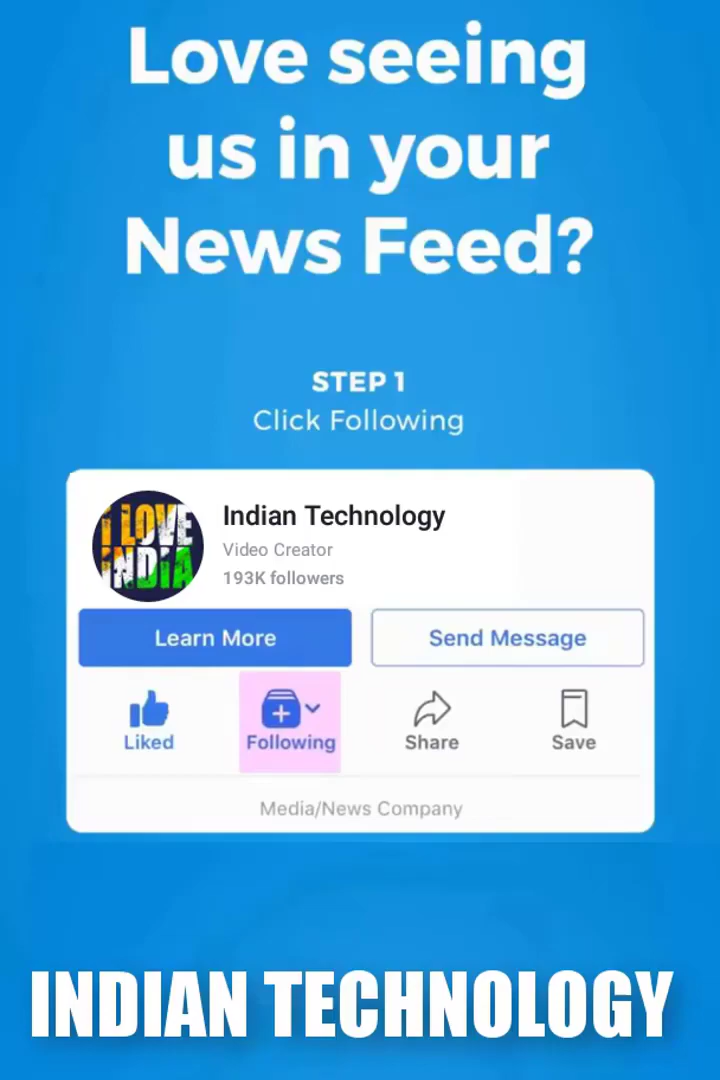 Love seeing
us in your
News Feed?
STEP 1
Click Following
I LOVE
INDIA
Indian Technology
Video Creator
193K followers
Learn More
Send Message
Liked
Following
Share
Save
Media/News Company
INDIAN TECHNOLOGY